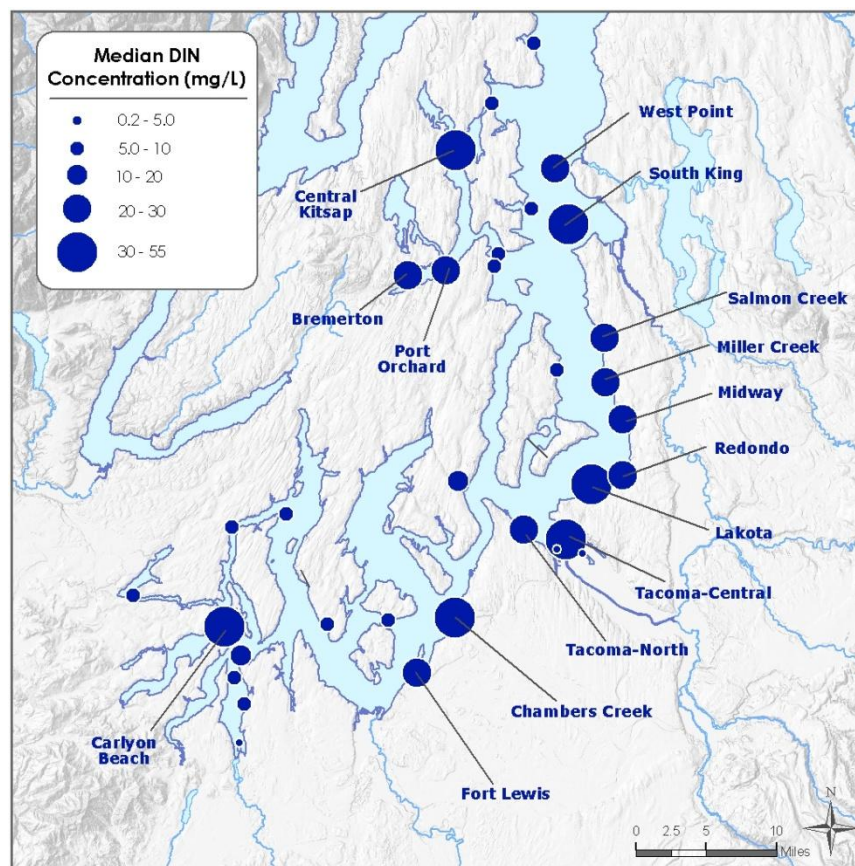 Median DIN
Concentration (mg/L)
0.2 - 5.0
5.0 - 10
10 - 20
20 - 30
30 - 55
West Point
South King
Central
Kitsap
Salmon Creek
Bremerton
Port
Orchard
Miller Creek
Midway
Redondo
Lakota
Tacoma-Central
Tacoma-North
Chambers Creek
Carlyon
Beach
Fort Lewis
N
0 2.5 5 10
Miles